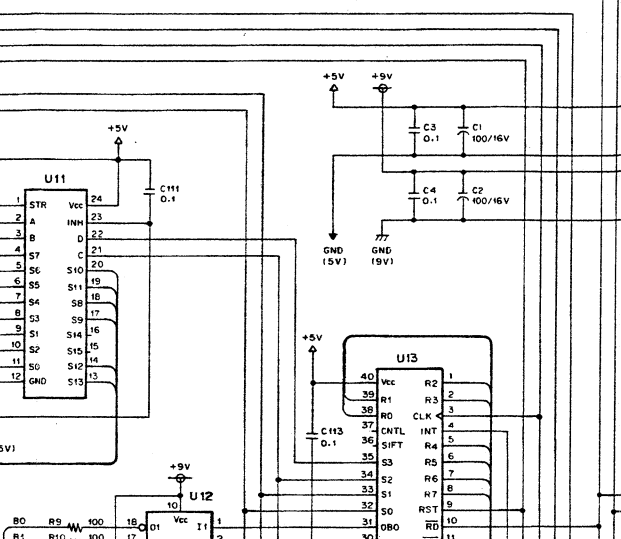 +5V +9V
C3 C1
0.1 100/16V
+5V
U11 C111
0.1
C4 C2
0.1 100/16V
1 STR Vcc 24
2 A INH 23
3 B D 22
4 S7 C 21
5 S6 S10 20
6 S5 S11 19
7 S4 S8 18
8 S3 S9 17
9 S1 S14 16
10 S2 S15 15
11 S0 S12 14
12 GND S13 13
GND GND
(5V) (9V)
+5V
U13
40 Vcc R2 1
39 R1 R3 2
38 R0 CLK 3
37 CNTL INT 4
36 SIFT R4 5
35 S3 R5 6
34 S2 R6 7
33 S1 R7 8
32 S0 RST 9
31 DB0 RD 10
30 11
C113
0.1
5V)
+9V
U12
10
Vcc
B0 R9 100 18 O1 I1 1
B1 R10 100 17 2